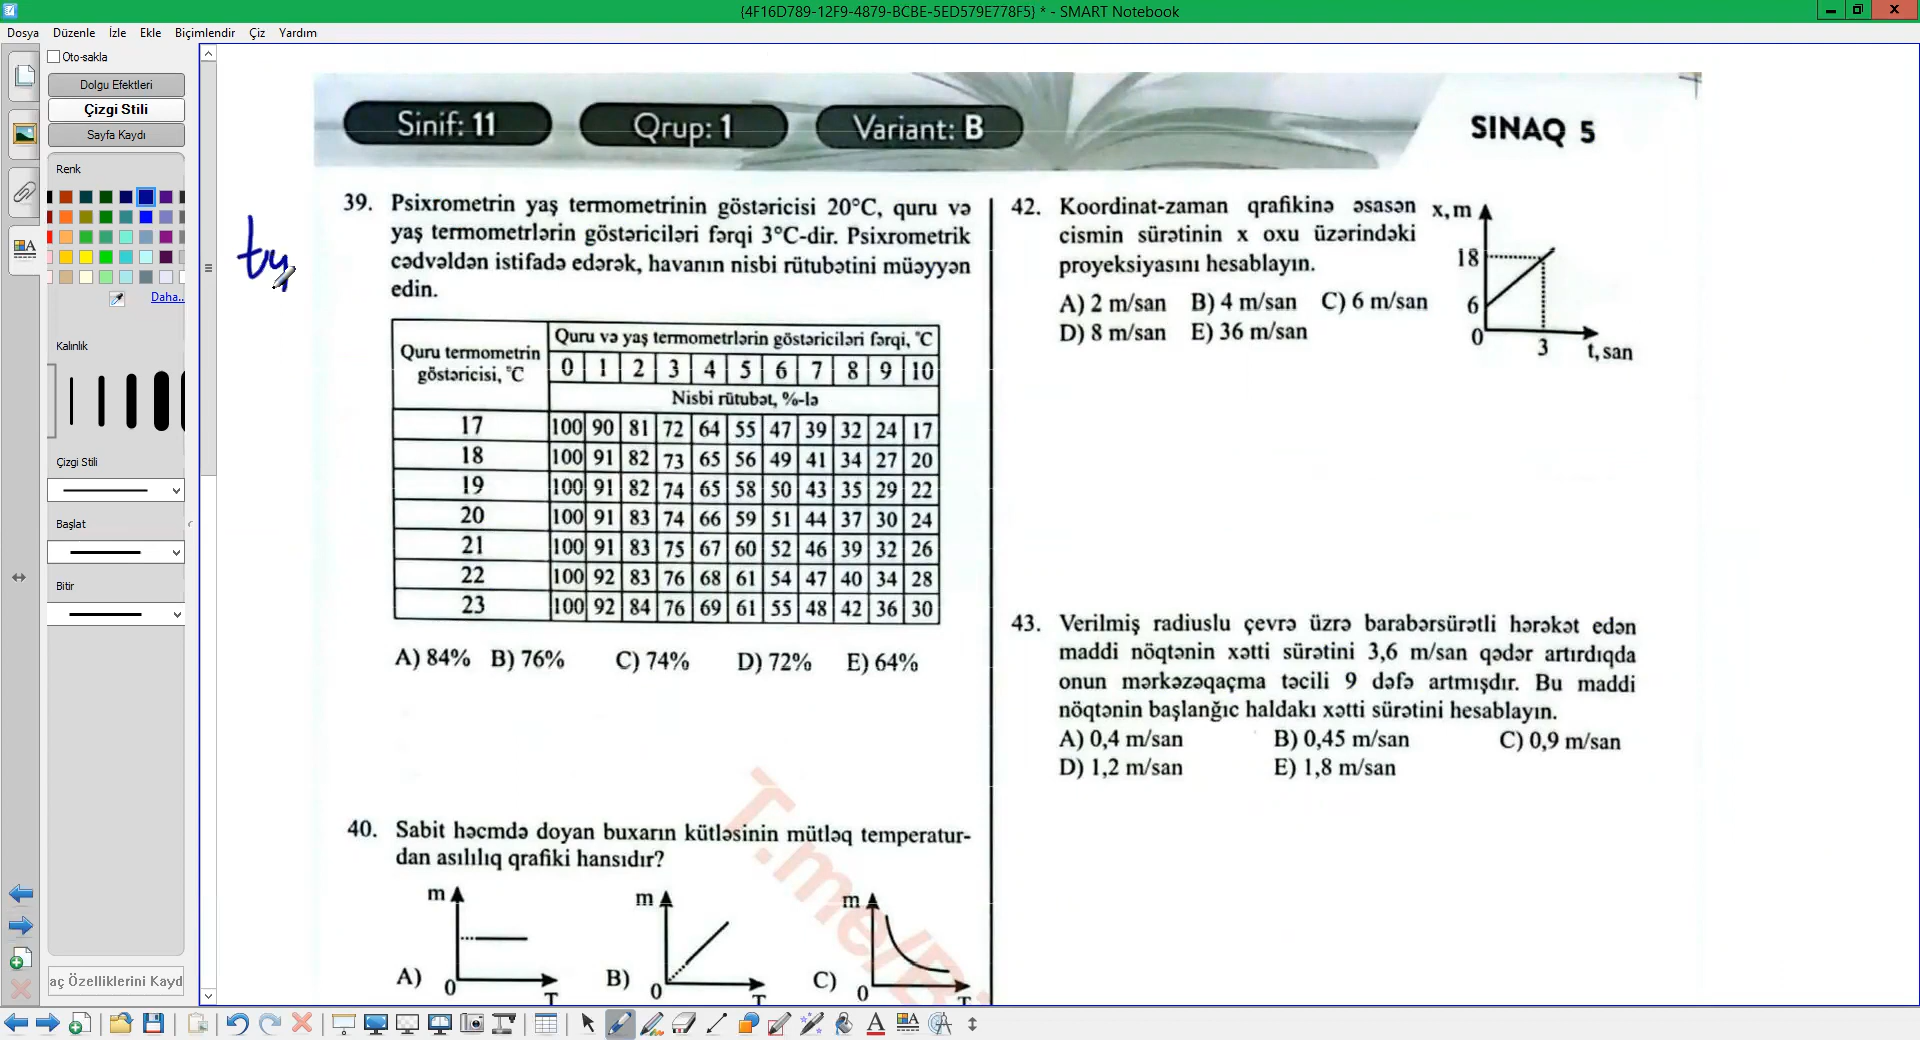 {4F16D789-12F9-4879-BCBE-5ED579E778F5} * - SMART Notebook
Dosya Düzenle İzle Ekle Biçimlendir Çiz Yardım
Oto-sakla
Dolgu Efektleri
Çizgi Stili
Sayfa Kaydı
Renk
Daha..
Kalınlık
Çizgi Stili
Başlat
Bitir
aç Özelliklerini Kayd
Sinif: 11 Qrup: 1 Variant: B SINAQ 5
ty
39. Psixrometrin yaş termometrinin göstəricisi 20°C, quru və
yaş termometrlərin göstəriciləri fərqi 3°C-dir. Psixrometrik
cədvəldən istifadə edərək, havanın nisbi rütubətini müəyyən
edin.
Quru termometrin
göstəricisi, °C
Quru və yaş termometrlərin göstəriciləri fərqi, °C
0 1 2 3 4 5 6 7 8 9 10
Nisbi rütubət, %-lə
17 100 90 81 72 64 55 47 39 32 24 17
18 100 91 82 73 65 56 49 41 34 27 20
19 100 91 82 74 65 58 50 43 35 29 22
20 100 91 83 74 66 59 51 44 37 30 24
21 100 91 83 75 67 60 52 46 39 32 26
22 100 92 83 76 68 61 54 47 40 34 28
23 100 92 84 76 69 61 55 48 42 36 30
A) 84% B) 76% C) 74% D) 72% E) 64%
40. Sabit həcmdə doyan buxarın kütləsinin mütləq temperatur-
dan asılılıq qrafiki hansıdır?
A) m 0 T
B) m 0 T
C) m 0 T
T.me/B
42. Koordinat-zaman qrafikinə əsasən
cismin sürətinin x oxu üzərindəki
proyeksiyasını hesablayın.
A) 2 m/san B) 4 m/san C) 6 m/san
D) 8 m/san E) 36 m/san
x, m
18
6
0
3
t, san
43. Verilmiş radiuslu çevrə üzrə barabərsürətli hərəkət edən
maddi nöqtənin xətti sürətini 3,6 m/san qədər artırdıqda
onun mərkəzəqaçma təcili 9 dəfə artmışdır. Bu maddi
nöqtənin başlanğıc haldakı xətti sürətini hesablayın.
A) 0,4 m/san B) 0,45 m/san C) 0,9 m/san
D) 1,2 m/san E) 1,8 m/san